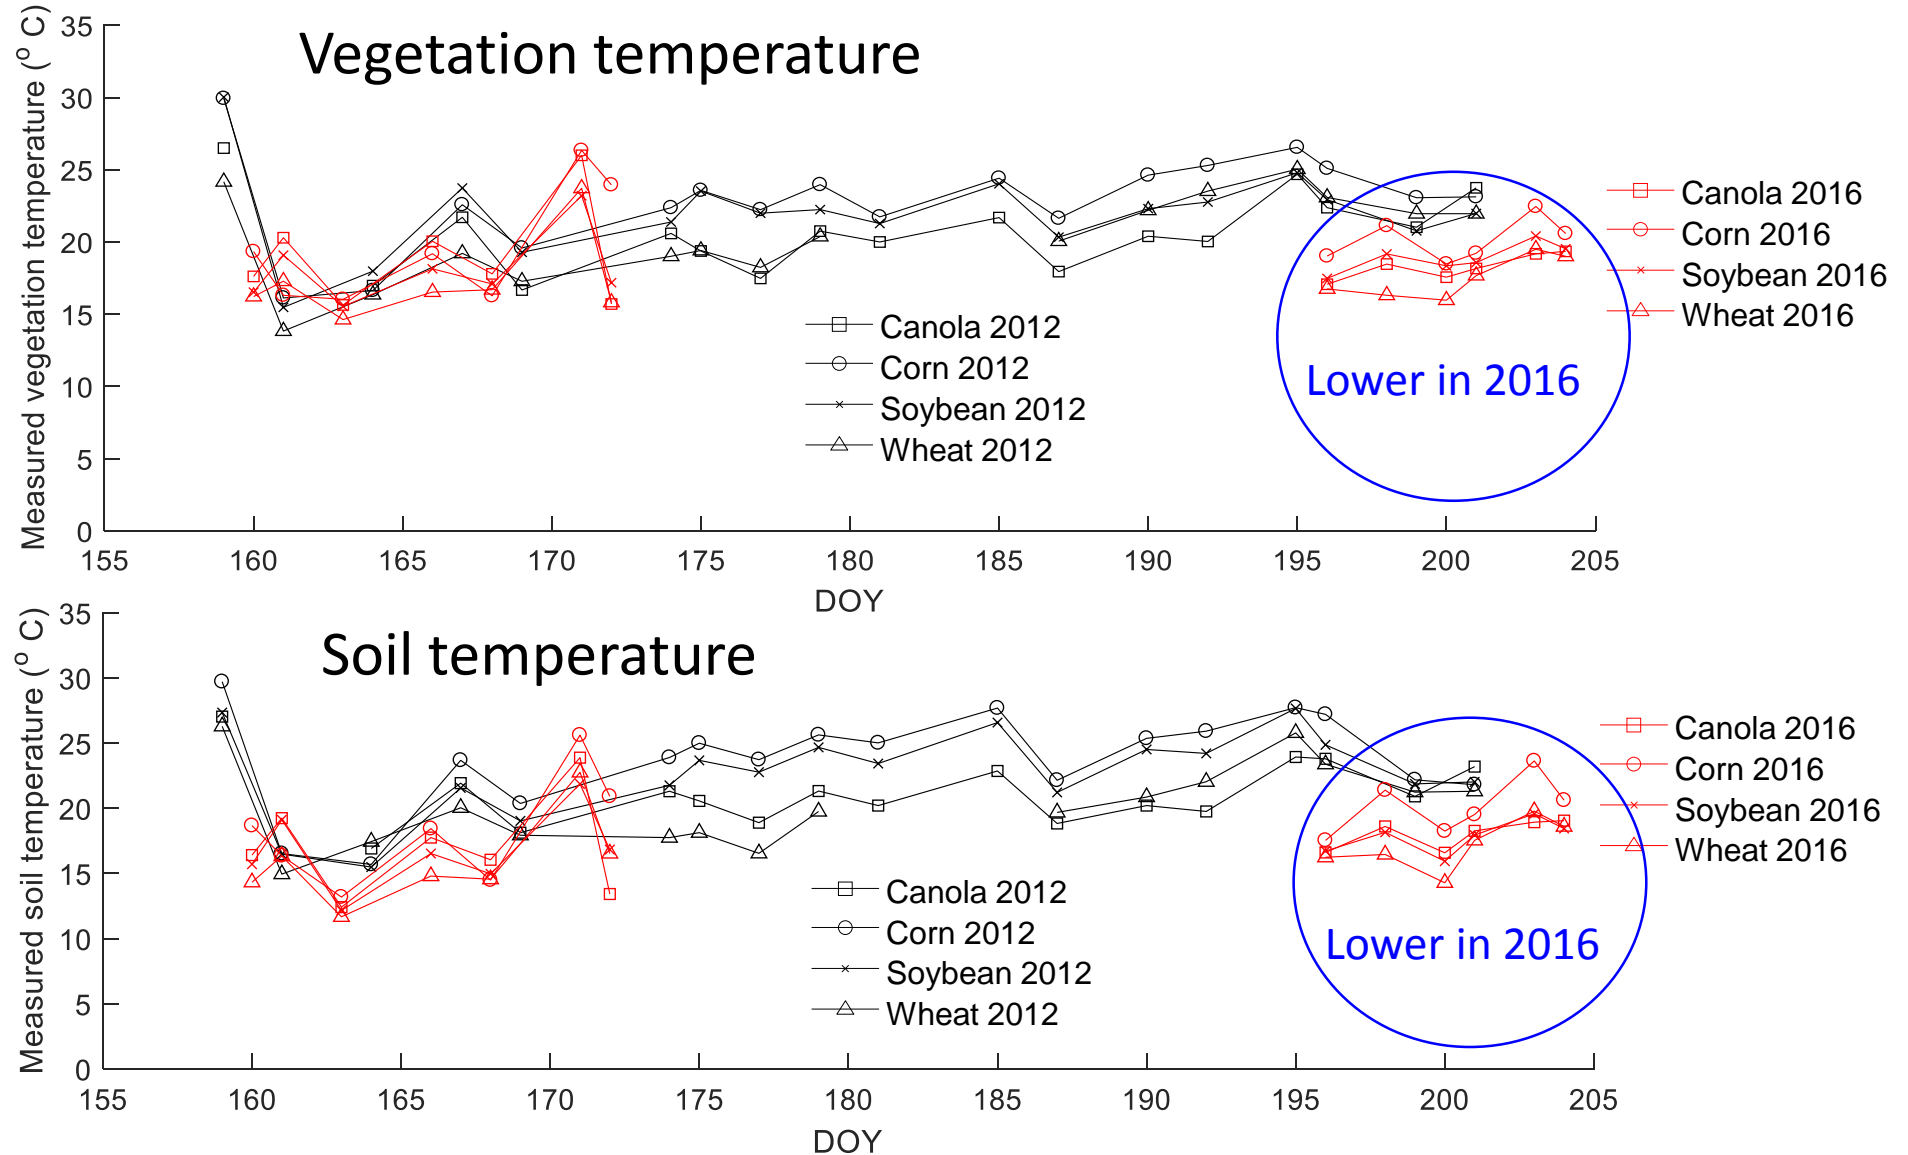 Vegetation temperature
Measured vegetation temperature (° C)
35
30
25
20
15
10
5
0
155
160
165
170
175
180
185
190
195
200
205
DOY
Canola 2012
Corn 2012
Soybean 2012
Wheat 2012
Canola 2016
Corn 2016
Soybean 2016
Wheat 2016
Lower in 2016
Soil temperature
Measured soil temperature (° C)
35
30
25
20
15
10
5
0
155
160
165
170
175
180
185
190
195
200
205
DOY
Canola 2012
Corn 2012
Soybean 2012
Wheat 2012
Canola 2016
Corn 2016
Soybean 2016
Wheat 2016
Lower in 2016